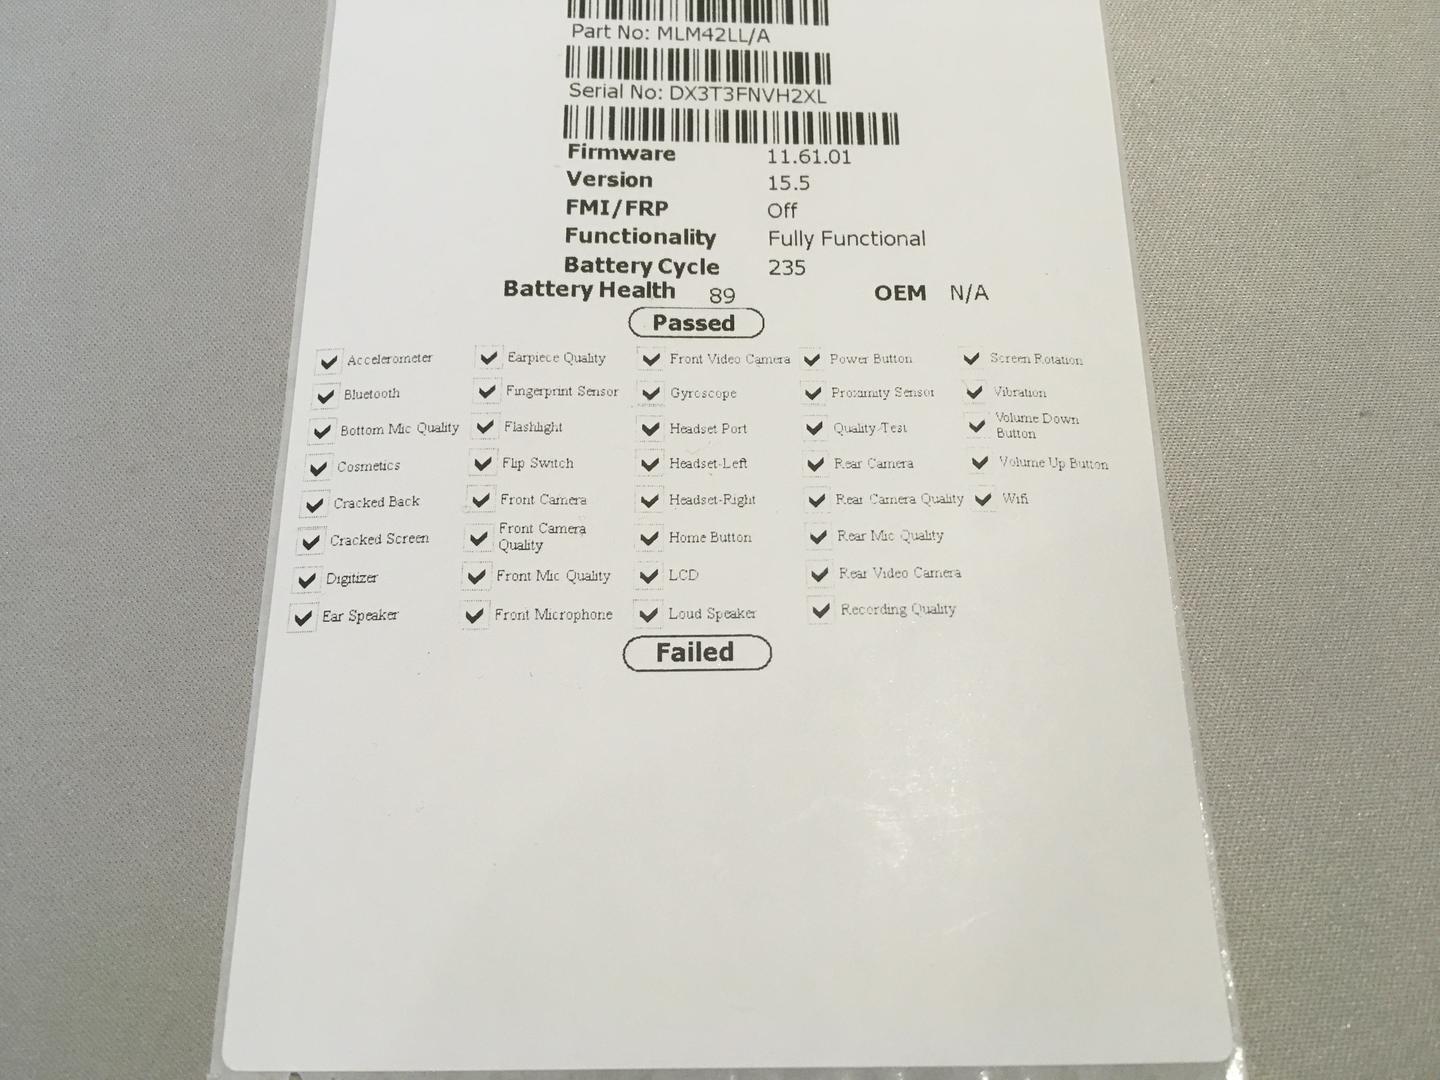 Part No: MLM42LL/A
Serial No: DX3T3FNVH2XL
Firmware 11.61.01
Version 15.5
FMI/FRP Off
Functionality Fully Functional
Battery Cycle 235
Battery Health 89 OEM N/A
Passed
Accelerometer Earpiece Quality Front Video Camera Power Button Screen Rotation
Bluetooth Fingerprint Sensor Gyroscope Proximity Sensor Vibration
Bottom Mic Quality Flashlight Headset Port Quality-Test Volume Down Button
Cosmetics Flip Switch Headset-Left Rear Camera Volume Up Button
Cracked Back Front Camera Headset-Right Rear Camera Quality Wifi
Cracked Screen Front Camera Quality Home Button Rear Mic Quality
Digitizer Front Mic Quality LCD Rear Video Camera
Ear Speaker Front Microphone Loud Speaker Recording Quality
Failed